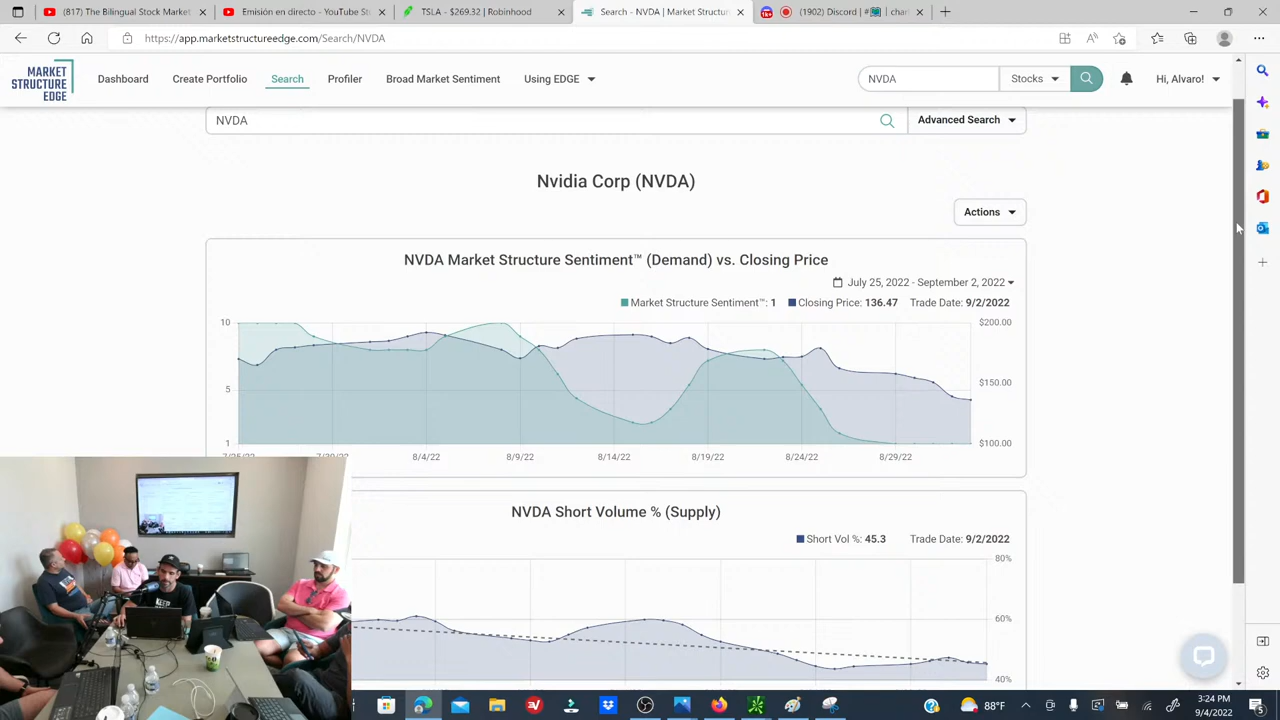 (817) The Bilingual Stock Market
Emisión en directo - YouTube St
TSLA - $269.32 | Robinhood
Search - NVDA
(1902) Discord |
| Stock
https://app.marketstructureedge.com/Search/NVDA
MARKET
STRUCTURE
EDGE
Dashboard
Create Portfolio
Search
Profiler
Broad Market Sentiment
Using EDGE
NVDA
Stocks
Hi, Alvaro!
NVDA
Advanced Search
Nvidia Corp (NVDA)
Actions
NVDA Market Structure Sentiment™ (Demand) vs. Closing Price
July 25, 2022 - September 2, 2022
Market Structure Sentiment™: 1
Closing Price: 136.47
Trade Date: 9/2/2022
10
$200.00
5
$150.00
1
$100.00
8/4/22
8/9/22
8/14/22
8/19/22
8/24/22
8/29/22
NVDA Short Volume % (Supply)
Short Vol %: 45.3
Trade Date: 9/2/2022
80%
60%
40%
88°F
3:24 PM
9/4/2022